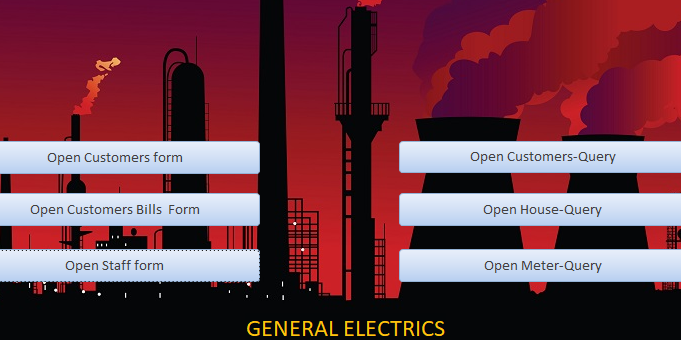 Open Customers form
Open Customers-Query
Open Customers Bills  Form
Open House-Query
Open Staff form
Open Meter-Query
GENERAL ELECTRICS